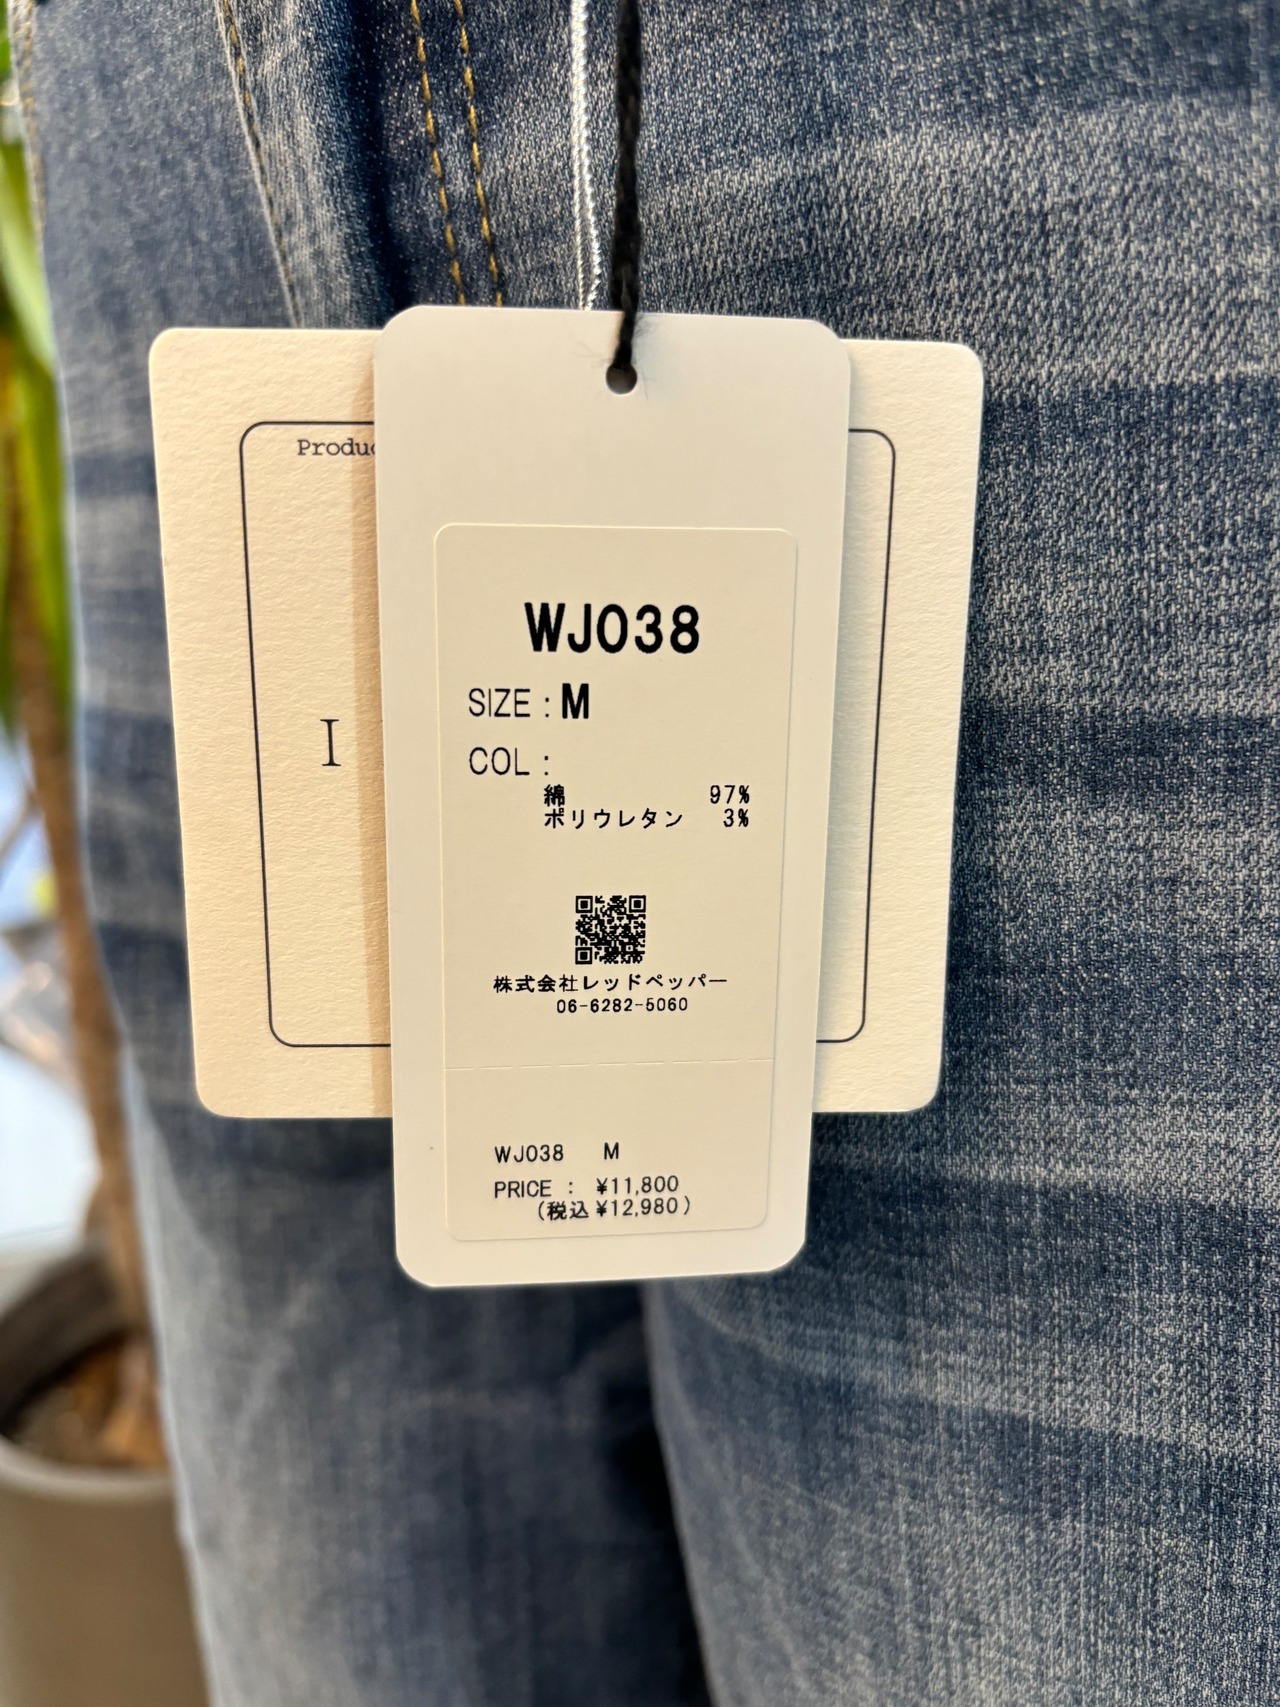 Produc
I
WJ038
SIZE : M
COL :
綿 97%
ポリウレタン 3%
株式会社レッドペッパー
06-6282-5060
WJ038 M
PRICE : ¥11,800
(税込¥12,980)